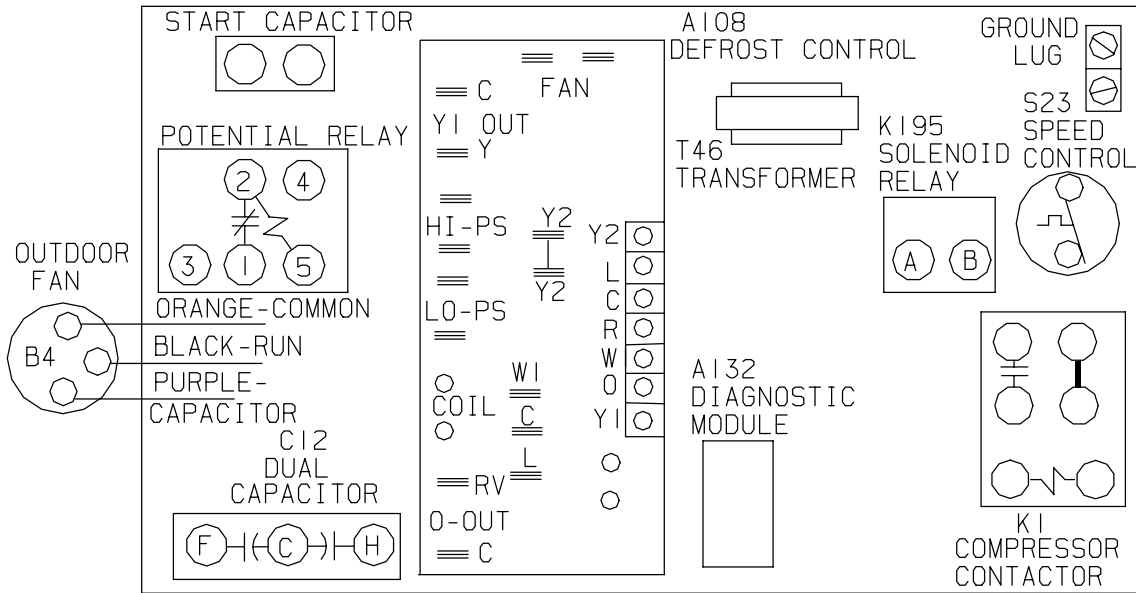 START CAPACITOR
A108
DEFROST CONTROL
GROUND
LUG
FAN
C
Y1 OUT
Y
POTENTIAL RELAY
2
4
3
1
5
T46
TRANSFORMER
K195
SOLENOID
RELAY
S23
SPEED
CONTROL
A
B
HI-PS
LO-PS
Y2
Y2
Y2
L
C
R
W
O
Y1
OUTDOOR
FAN
B4
ORANGE-COMMON
BLACK-RUN
PURPLE-
CAPACITOR
COIL
W1
C
L
RV
O-OUT
C
A132
DIAGNOSTIC
MODULE
C12
DUAL
CAPACITOR
F
C
H
K1
COMPRESSOR
CONTACTOR